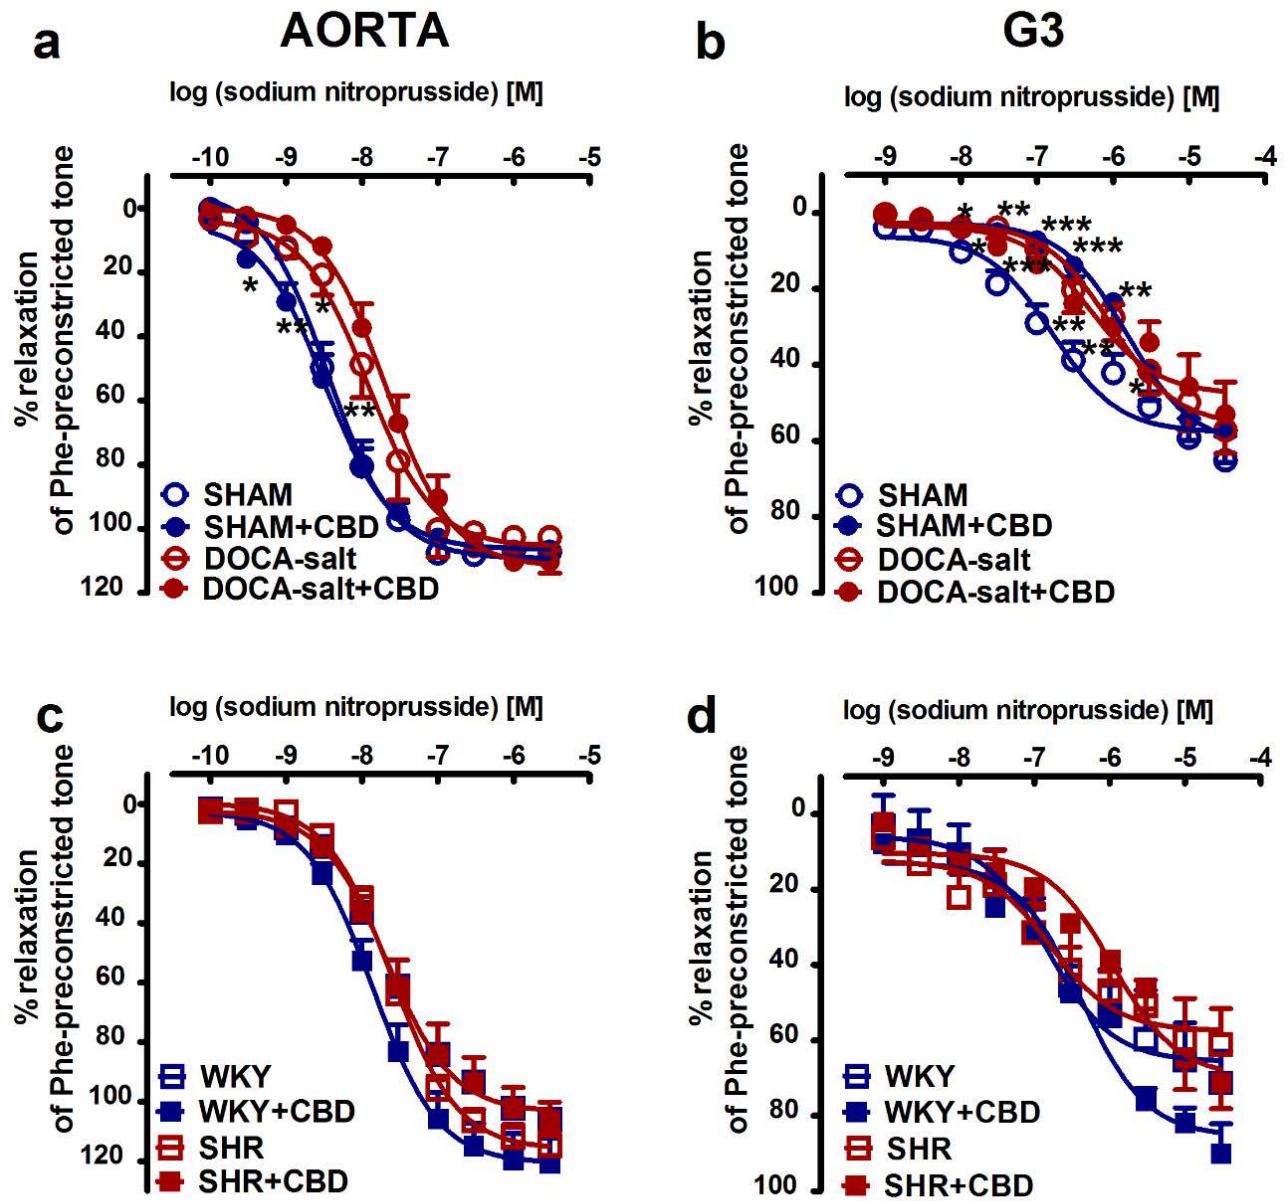 a AORTA
log (sodium nitroprusside) [M]
-10 -9 -8 -7 -6 -5
% relaxation
of Phe-preconstricted tone
0
20
40
60
80
100
120
*
**
*
**
SHAM
SHAM+CBD
DOCA-salt
DOCA-salt+CBD
b G3
log (sodium nitroprusside) [M]
-9 -8 -7 -6 -5 -4
% relaxation
of Phe-preconstricted tone
0
20
40
60
80
100
* ** ***
* *** ***
**
**
**
*
SHAM
SHAM+CBD
DOCA-salt
DOCA-salt+CBD
c
log (sodium nitroprusside) [M]
-10 -9 -8 -7 -6 -5
% relaxation
of Phe-preconstricted tone
0
20
40
60
80
100
120
WKY
WKY+CBD
SHR
SHR+CBD
d
log (sodium nitroprusside) [M]
-9 -8 -7 -6 -5 -4
% relaxation
of Phe-preconstricted tone
0
20
40
60
80
100
WKY
WKY+CBD
SHR
SHR+CBD